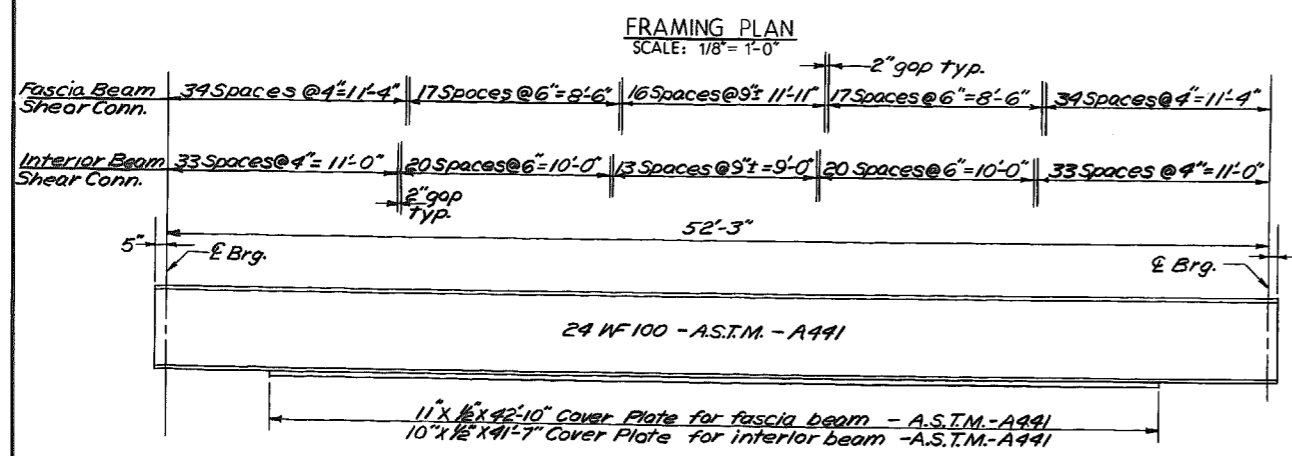 FRAMING PLAN
SCALE: 1/8"= 1'-0"
2" gap typ.
Fascia Beam
Shear Conn.
34 Spaces @ 4"=11'-4"
17 Spaces @ 6"=8'-6"
16 Spaces @ 9"± 11'-11"
17 Spaces @ 6"=8'-6"
34 Spaces @ 4"=11'-4"
Interior Beam
Shear Conn.
33 Spaces @ 4"= 11'-0"
20 Spaces @ 6"=10'-0"
13 Spaces @ 9"±=9'-0"
20 Spaces @ 6"=10'-0"
33 Spaces @ 4"=11'-0"
2" gap
typ.
52'-3"
5"
℄ Brg.
℄ Brg.
24 WF 100 - A.S.T.M. - A441
11" X 1/2" X 42'-10" Cover Plate for fascia beam - A.S.T.M.-A441
10" X 1/2" X 41'-7" Cover Plate for interior beam -A.S.T.M.-A441